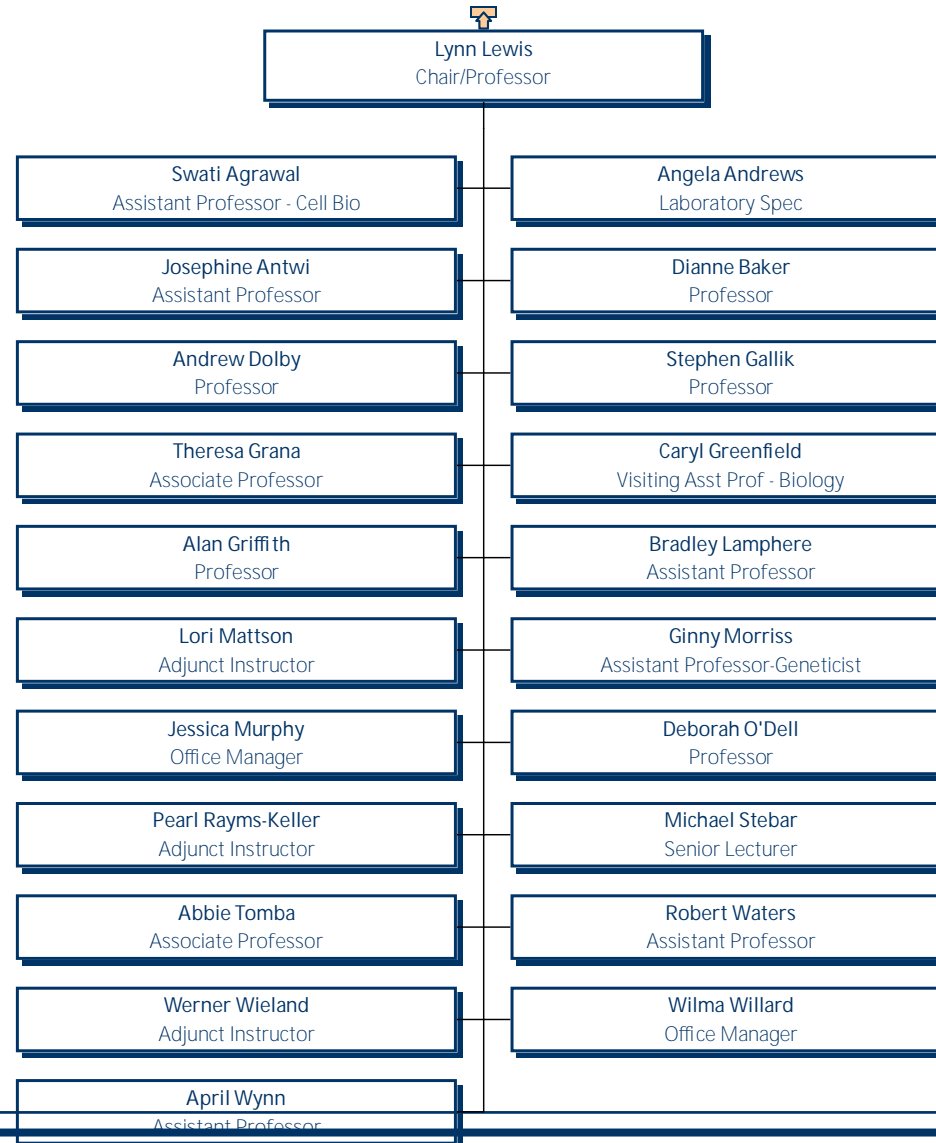 Lynn Lewis
Chair/Professor
Swati Agrawal
Assistant Professor - Cell Bio
Angela Andrews
Laboratory Spec
Josephine Antwi
Assistant Professor
Dianne Baker
Professor
Andrew Dolby
Professor
Stephen Gallik
Professor
Theresa Grana
Associate Professor
Caryl Greenfield
Visiting Asst Prof - Biology
Alan Griffith
Professor
Bradley Lamphere
Assistant Professor
Lori Mattson
Adjunct Instructor
Ginny Morriss
Assistant Professor-Geneticist
Jessica Murphy
Office Manager
Deborah O'Dell
Professor
Pearl Rayms-Keller
Adjunct Instructor
Michael Stebar
Senior Lecturer
Abbie Tomba
Associate Professor
Robert Waters
Assistant Professor
Werner Wieland
Adjunct Instructor
Wilma Willard
Office Manager
April Wynn
Assistant Professor